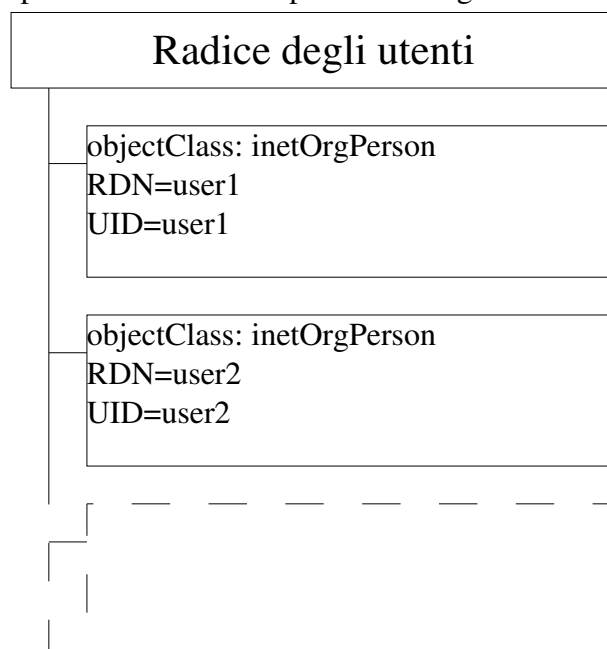 Radice degli utenti
objectClass: inetOrgPerson
RDN=user1
UID=user1
objectClass: inetOrgPerson
RDN=user2
UID=user2